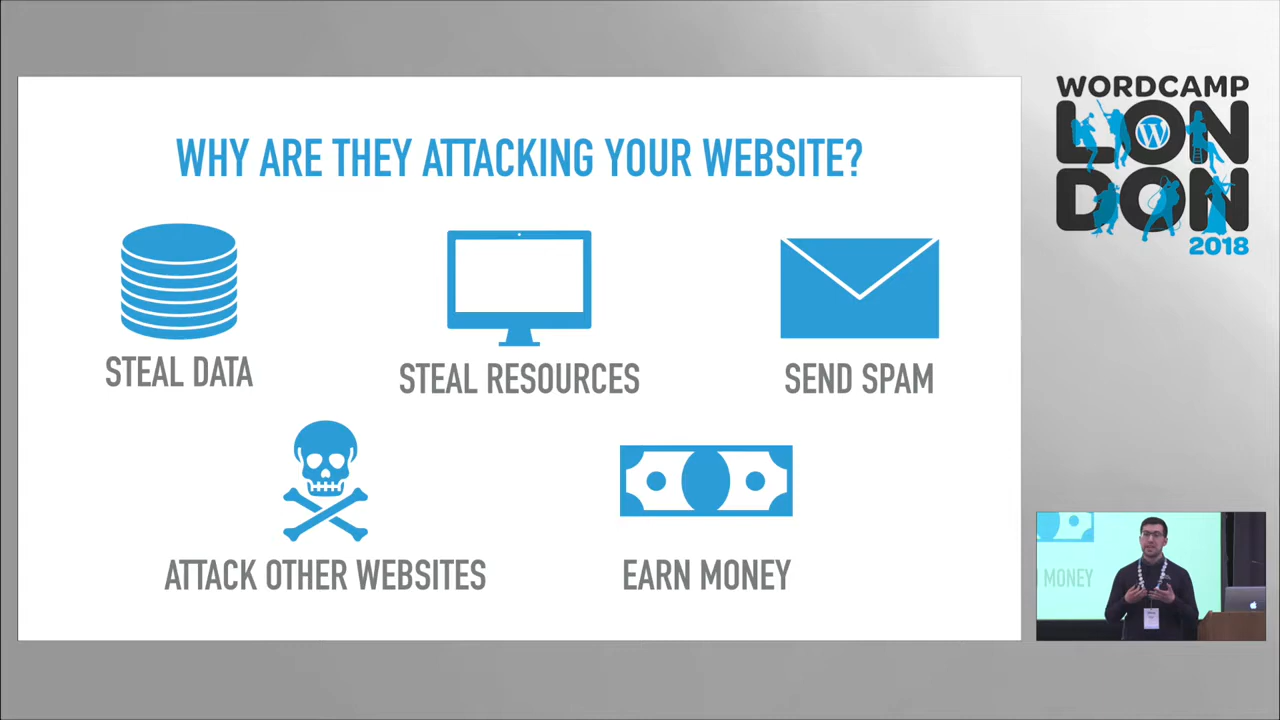 WHY ARE THEY ATTACKING YOUR WEBSITE?
STEAL DATA
STEAL RESOURCES
SEND SPAM
ATTACK OTHER WEBSITES
EARN MONEY
WORDCAMP
LON
DON
2018
MONEY